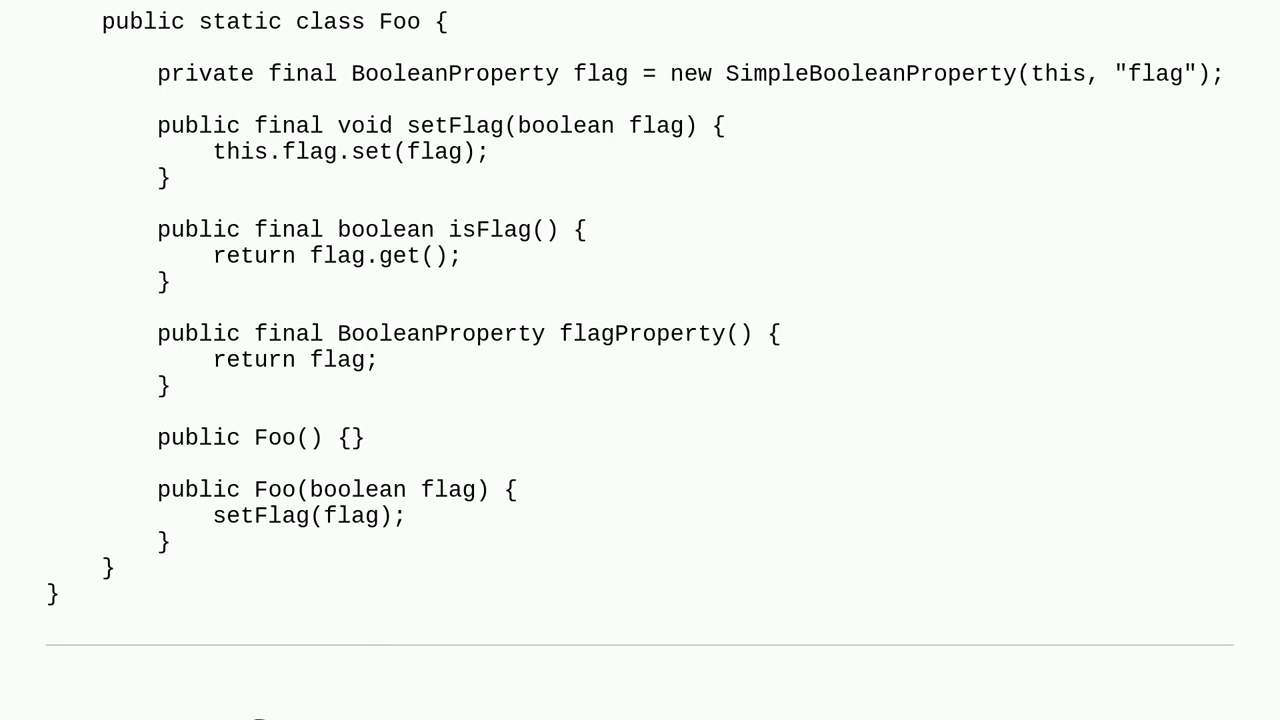 public static class Foo {
private final BooleanProperty flag = new SimpleBooleanProperty(this, "flag");
public final void setFlag(boolean flag) {
this.flag.set(flag);
}
public final boolean isFlag() {
return flag.get();
}
public final BooleanProperty flagProperty() {
return flag;
}
public Foo() {}
public Foo(boolean flag) {
setFlag(flag);
}
}
}